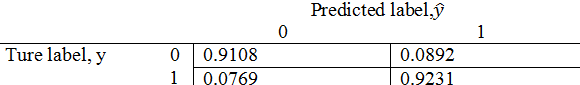 Predicted label,ŷ
0 1
Ture label, y 0 0.9108 0.0892
1 0.0769 0.9231